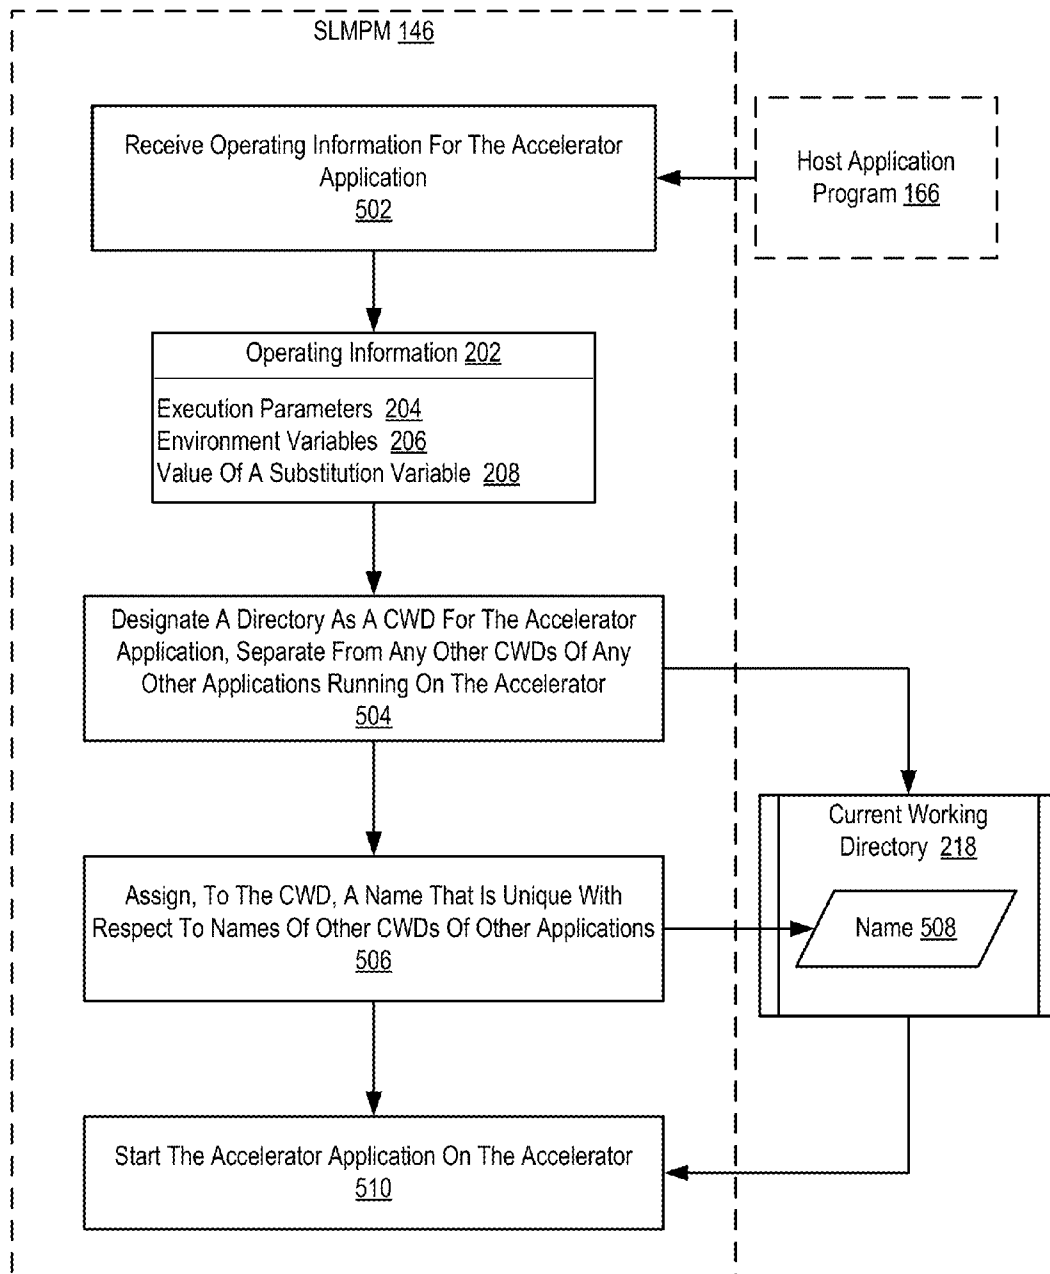 SLMPM 146
Receive Operating Information For The Accelerator
Application
502
Host Application
Program 166
Operating Information 202
Execution Parameters 204
Environment Variables 206
Value Of A Substitution Variable 208
Designate A Directory As A CWD For The Accelerator
Application, Separate From Any Other CWDs Of Any
Other Applications Running On The Accelerator
504
Current Working
Directory 218
Name 508
Assign, To The CWD, A Name That Is Unique With
Respect To Names Of Other CWDs Of Other Applications
506
Start The Accelerator Application On The Accelerator
510